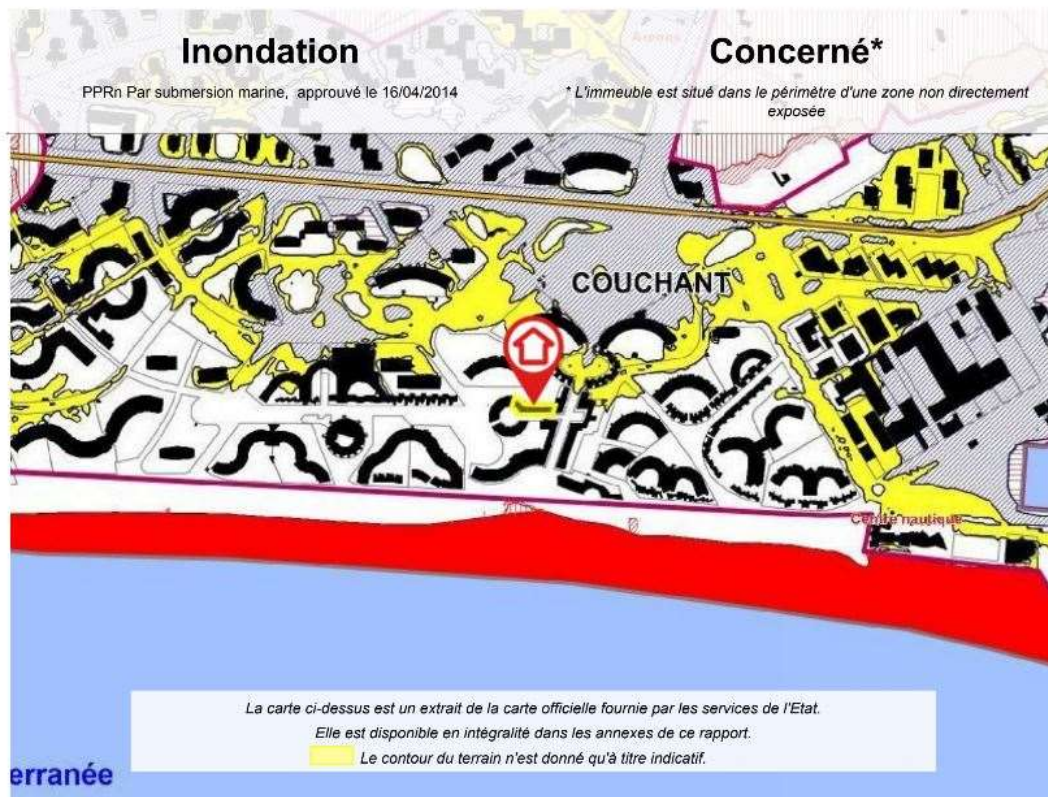 Inondation
Concerné*
PPRn Par submersion marine, approuvé le 16/04/2014
* L'immeuble est situé dans le périmètre d'une zone non directement
exposée
Arènes
COUCHANT
Centre nautique
La carte ci-dessus est un extrait de la carte officielle fournie par les services de l'Etat.
Elle est disponible en intégralité dans les annexes de ce rapport.
Le contour du terrain n'est donné qu'à titre indicatif.
erranée